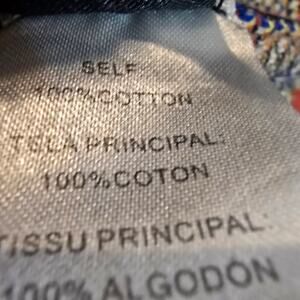 SELF:
100%COTTON
TELA PRINCIPAL:
100%COTON
TISSU PRINCIPAL:
100%ALGODÓN